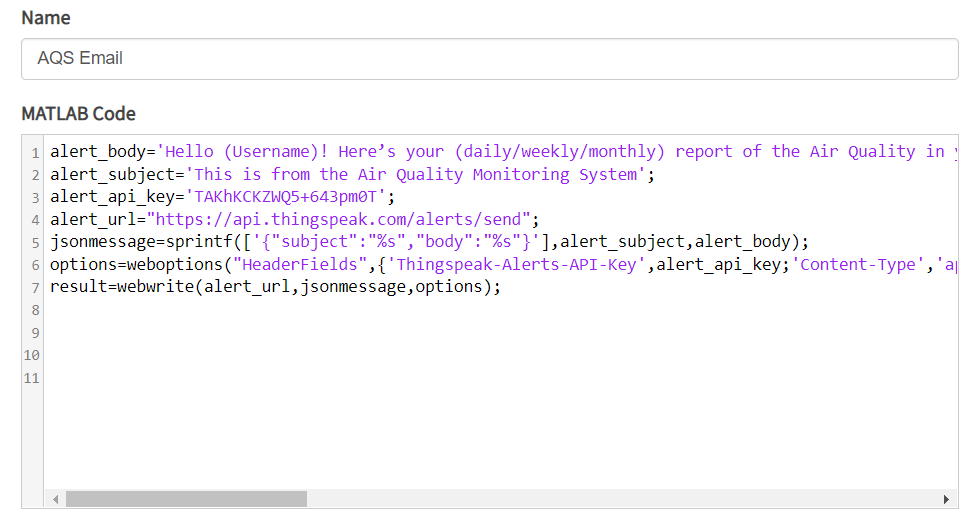 Name
AQS Email
MATLAB Code
1 alert_body='Hello (Username)! Here’s your (daily/weekly/monthly) report of the Air Quality in
2 alert_subject='This is from the Air Quality Monitoring System';
3 alert_api_key='TAKhKCKZWQ5+643pm0T';
4 alert_url="https://api.thingspeak.com/alerts/send";
5 jsonmessage=sprintf(['{"subject":"%s","body":"%s"}'],alert_subject,alert_body);
6 options=weboptions("HeaderFields",{'Thingspeak-Alerts-API-Key',alert_api_key;'Content-Type','
7 result=webwrite(alert_url,jsonmessage,options);
8
9
10
11